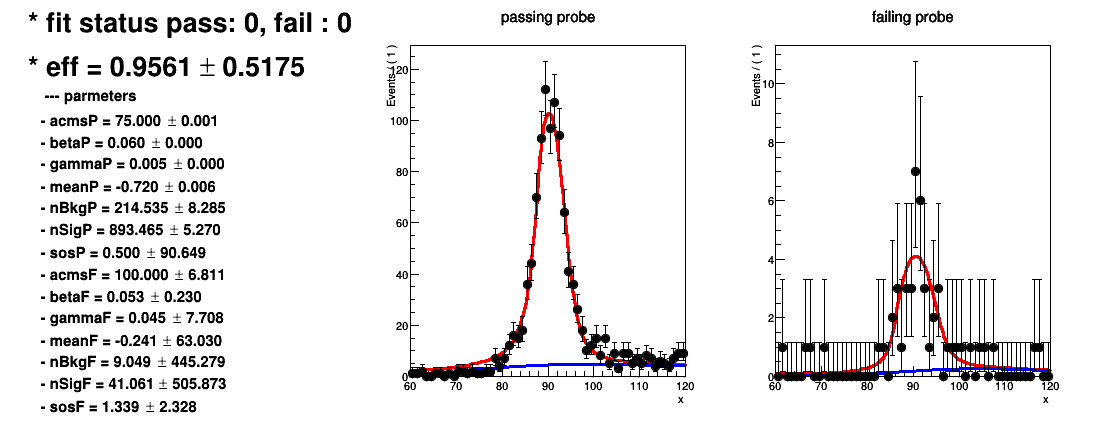 * fit status pass: 0, fail : 0
* eff = 0.9561 ± 0.5175
--- parmeters
- acmsP = 75.000 ± 0.001
- betaP = 0.060 ± 0.000
- gammaP = 0.005 ± 0.000
- meanP = -0.720 ± 0.006
- nBkgP = 214.535 ± 8.285
- nSigP = 893.465 ± 5.270
- sosP = 0.500 ± 90.649
- acmsF = 100.000 ± 6.811
- betaF = 0.053 ± 0.230
- gammaF = 0.045 ± 7.708
- meanF = -0.241 ± 63.030
- nBkgF = 9.049 ± 445.279
- nSigF = 41.061 ± 505.873
- sosF = 1.339 ± 2.328
passing probe
Events / ( 1 )
120
100
80
60
40
20
0
60 70 80 90 100 110 120
x
failing probe
Events / ( 1 )
10
8
6
4
2
0
60 70 80 90 100 110 120
x